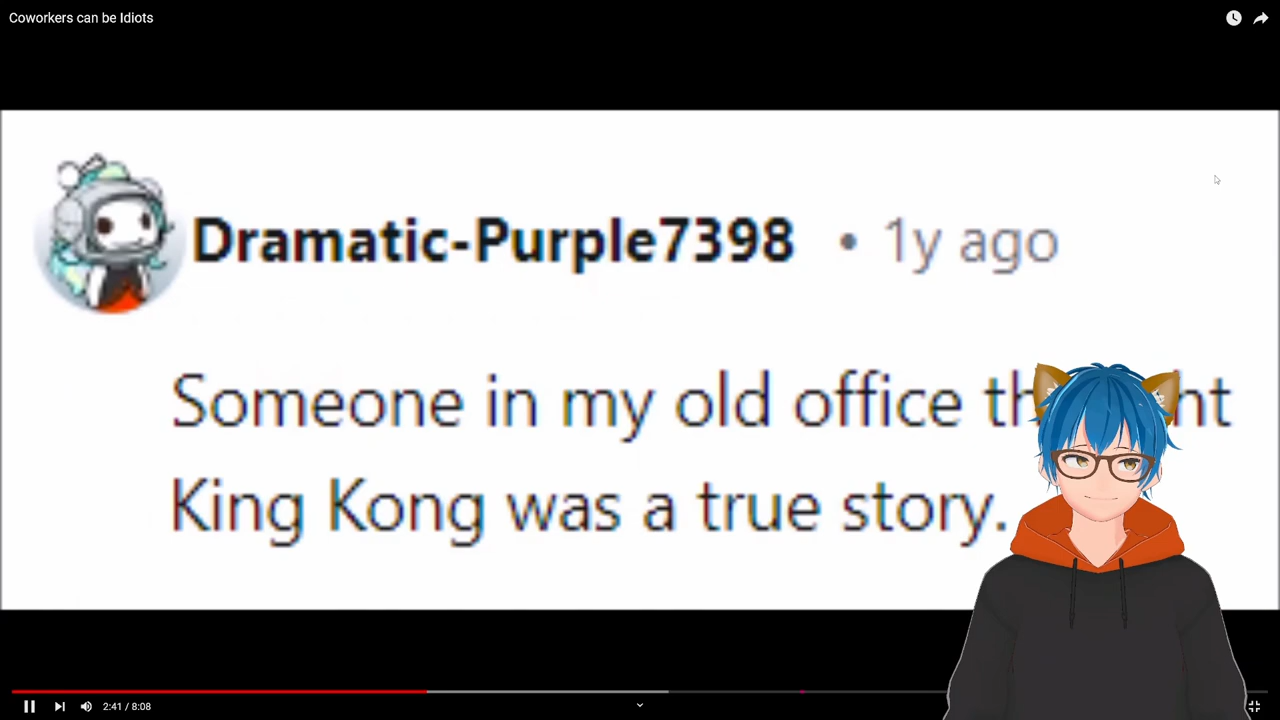 Coworkers can be Idiots
Dramatic-Purple7398 • 1y ago
Someone in my old office th ht
King Kong was a true story.
2:41 / 8:08